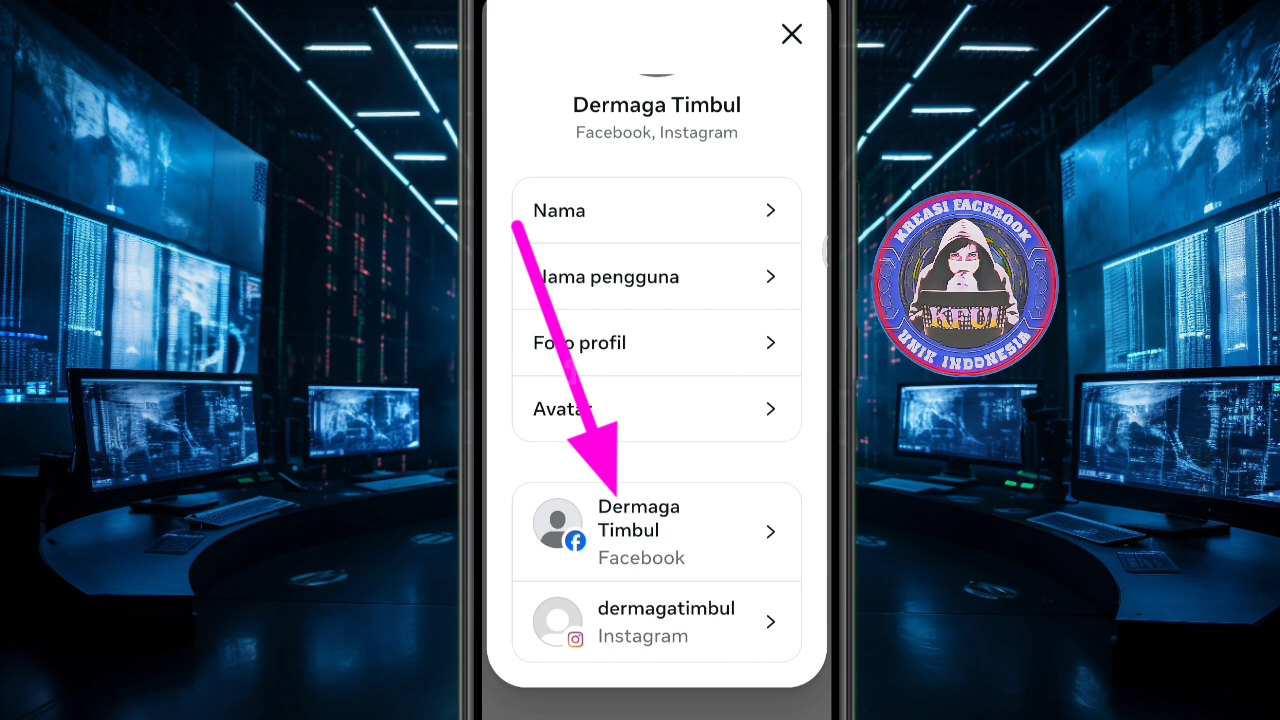 Dermaga Timbul
Facebook, Instagram
Nama
Nama pengguna
Foto profil
Avatar
Dermaga
Timbul
Facebook
dermagatimbul
Instagram
KREASI FACEBOOK
KFUI
UNIK INDONESIA